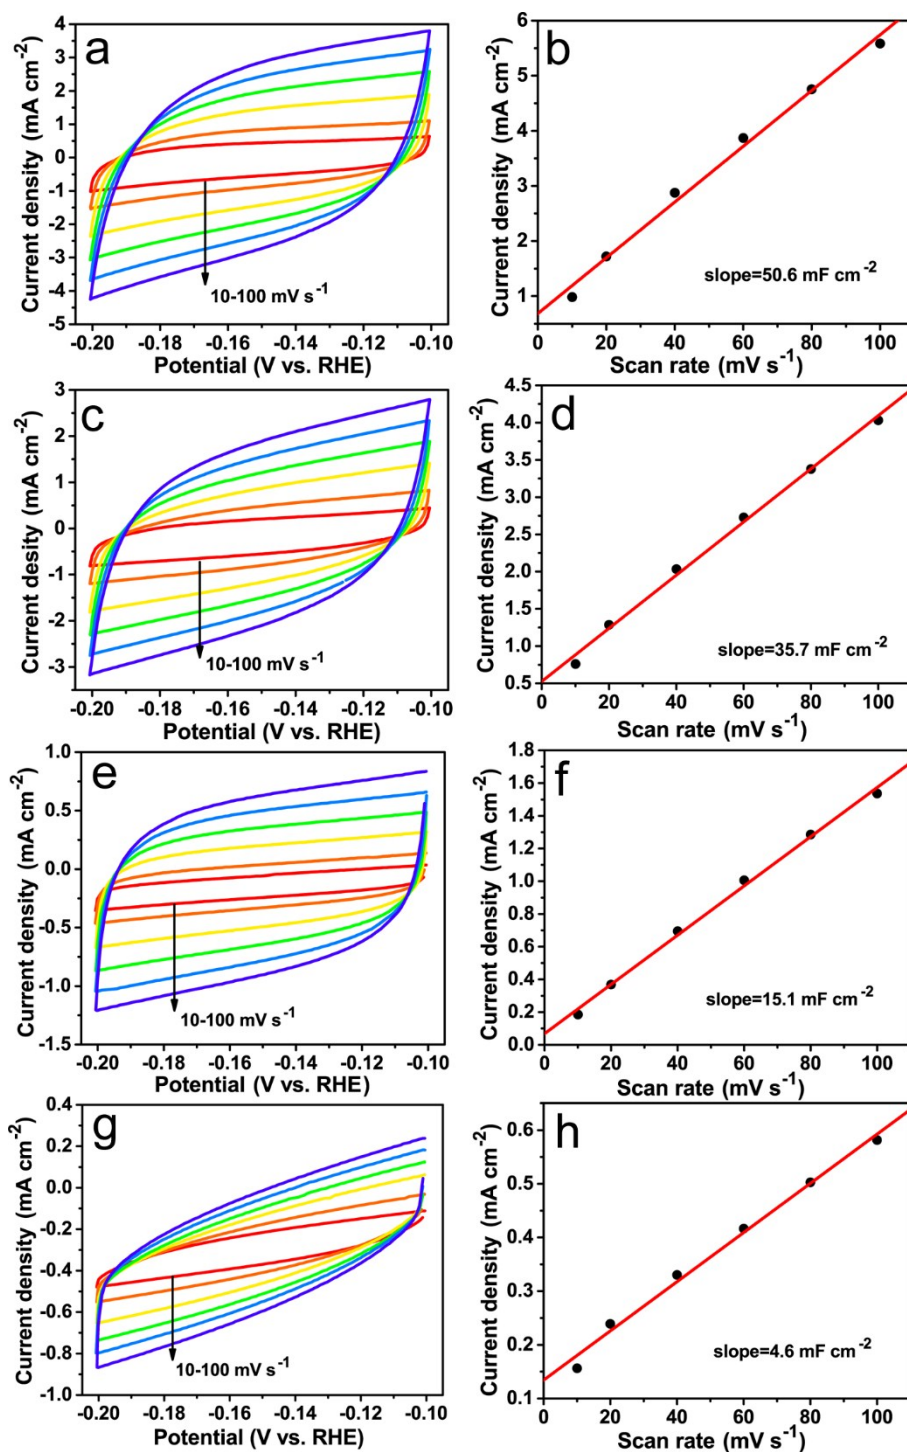 a
Current density (mA cm-2)
4
3
2
1
0
-1
-2
-3
-4
-5
10-100 mV s-1
-0.20 -0.18 -0.16 -0.14 -0.12 -0.10
Potential (V vs. RHE)
b
Current density (mA cm-2)
6
5
4
3
2
1
slope=50.6 mF cm-2
0 20 40 60 80 100
Scan rate (mV s-1)
c
Current desity (mA cm-2)
3
2
1
0
-1
-2
-3
10-100 mV s-1
-0.20 -0.18 -0.16 -0.14 -0.12 -0.10
Potential (V vs. RHE)
d
Current density (mA cm-2)
4.5
4.0
3.5
3.0
2.5
2.0
1.5
1.0
0.5
slope=35.7 mF cm-2
0 20 40 60 80 100
Scan rate (mV s-1)
e
Current density (mA cm-2)
1.0
0.5
0.0
-0.5
-1.0
-1.5
10-100 mV s-1
-0.20 -0.18 -0.16 -0.14 -0.12 -0.10
Potential (V vs. RHE)
f
Current density (mA cm-2)
1.8
1.6
1.4
1.2
1.0
0.8
0.6
0.4
0.2
0.0
slope=15.1 mF cm-2
0 20 40 60 80 100
Scan rate (mV s-1)
g
Current density (mA cm-2)
0.4
0.2
0.0
-0.2
-0.4
-0.6
-0.8
-1.0
10-100 mV s-1
-0.20 -0.18 -0.16 -0.14 -0.12 -0.10
Potential (V vs. RHE)
h
Current density (mA cm-2)
0.6
0.5
0.4
0.3
0.2
0.1
slope=4.6 mF cm-2
0 20 40 60 80 100
Scan rate (mV s-1)